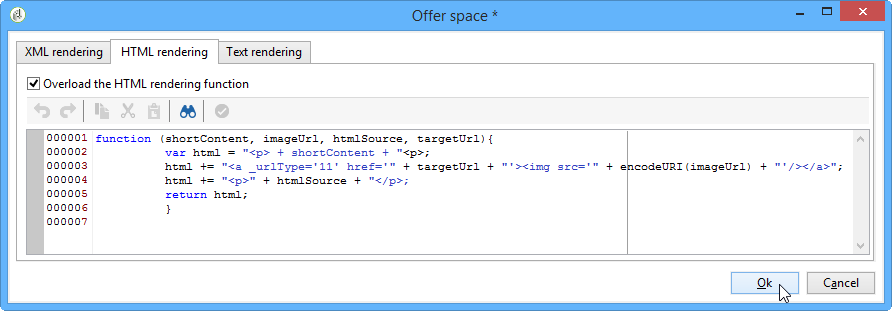 Offer space *
XML rendering HTML rendering Text rendering
Overload the HTML rendering function
000001 function (shortContent, imageUrl, htmlSource, targetUrl){
000002 var html = "<p> + shortContent + "<p>;
000003 html += "<a _urlType='11' href='" + targetUrl + "'><img src='" + encodeURI(imageUrl) + "'/></a>";
000004 html += "<p>" + htmlSource + "</p>;
000005 return html;
000006 }
000007
Ok Cancel